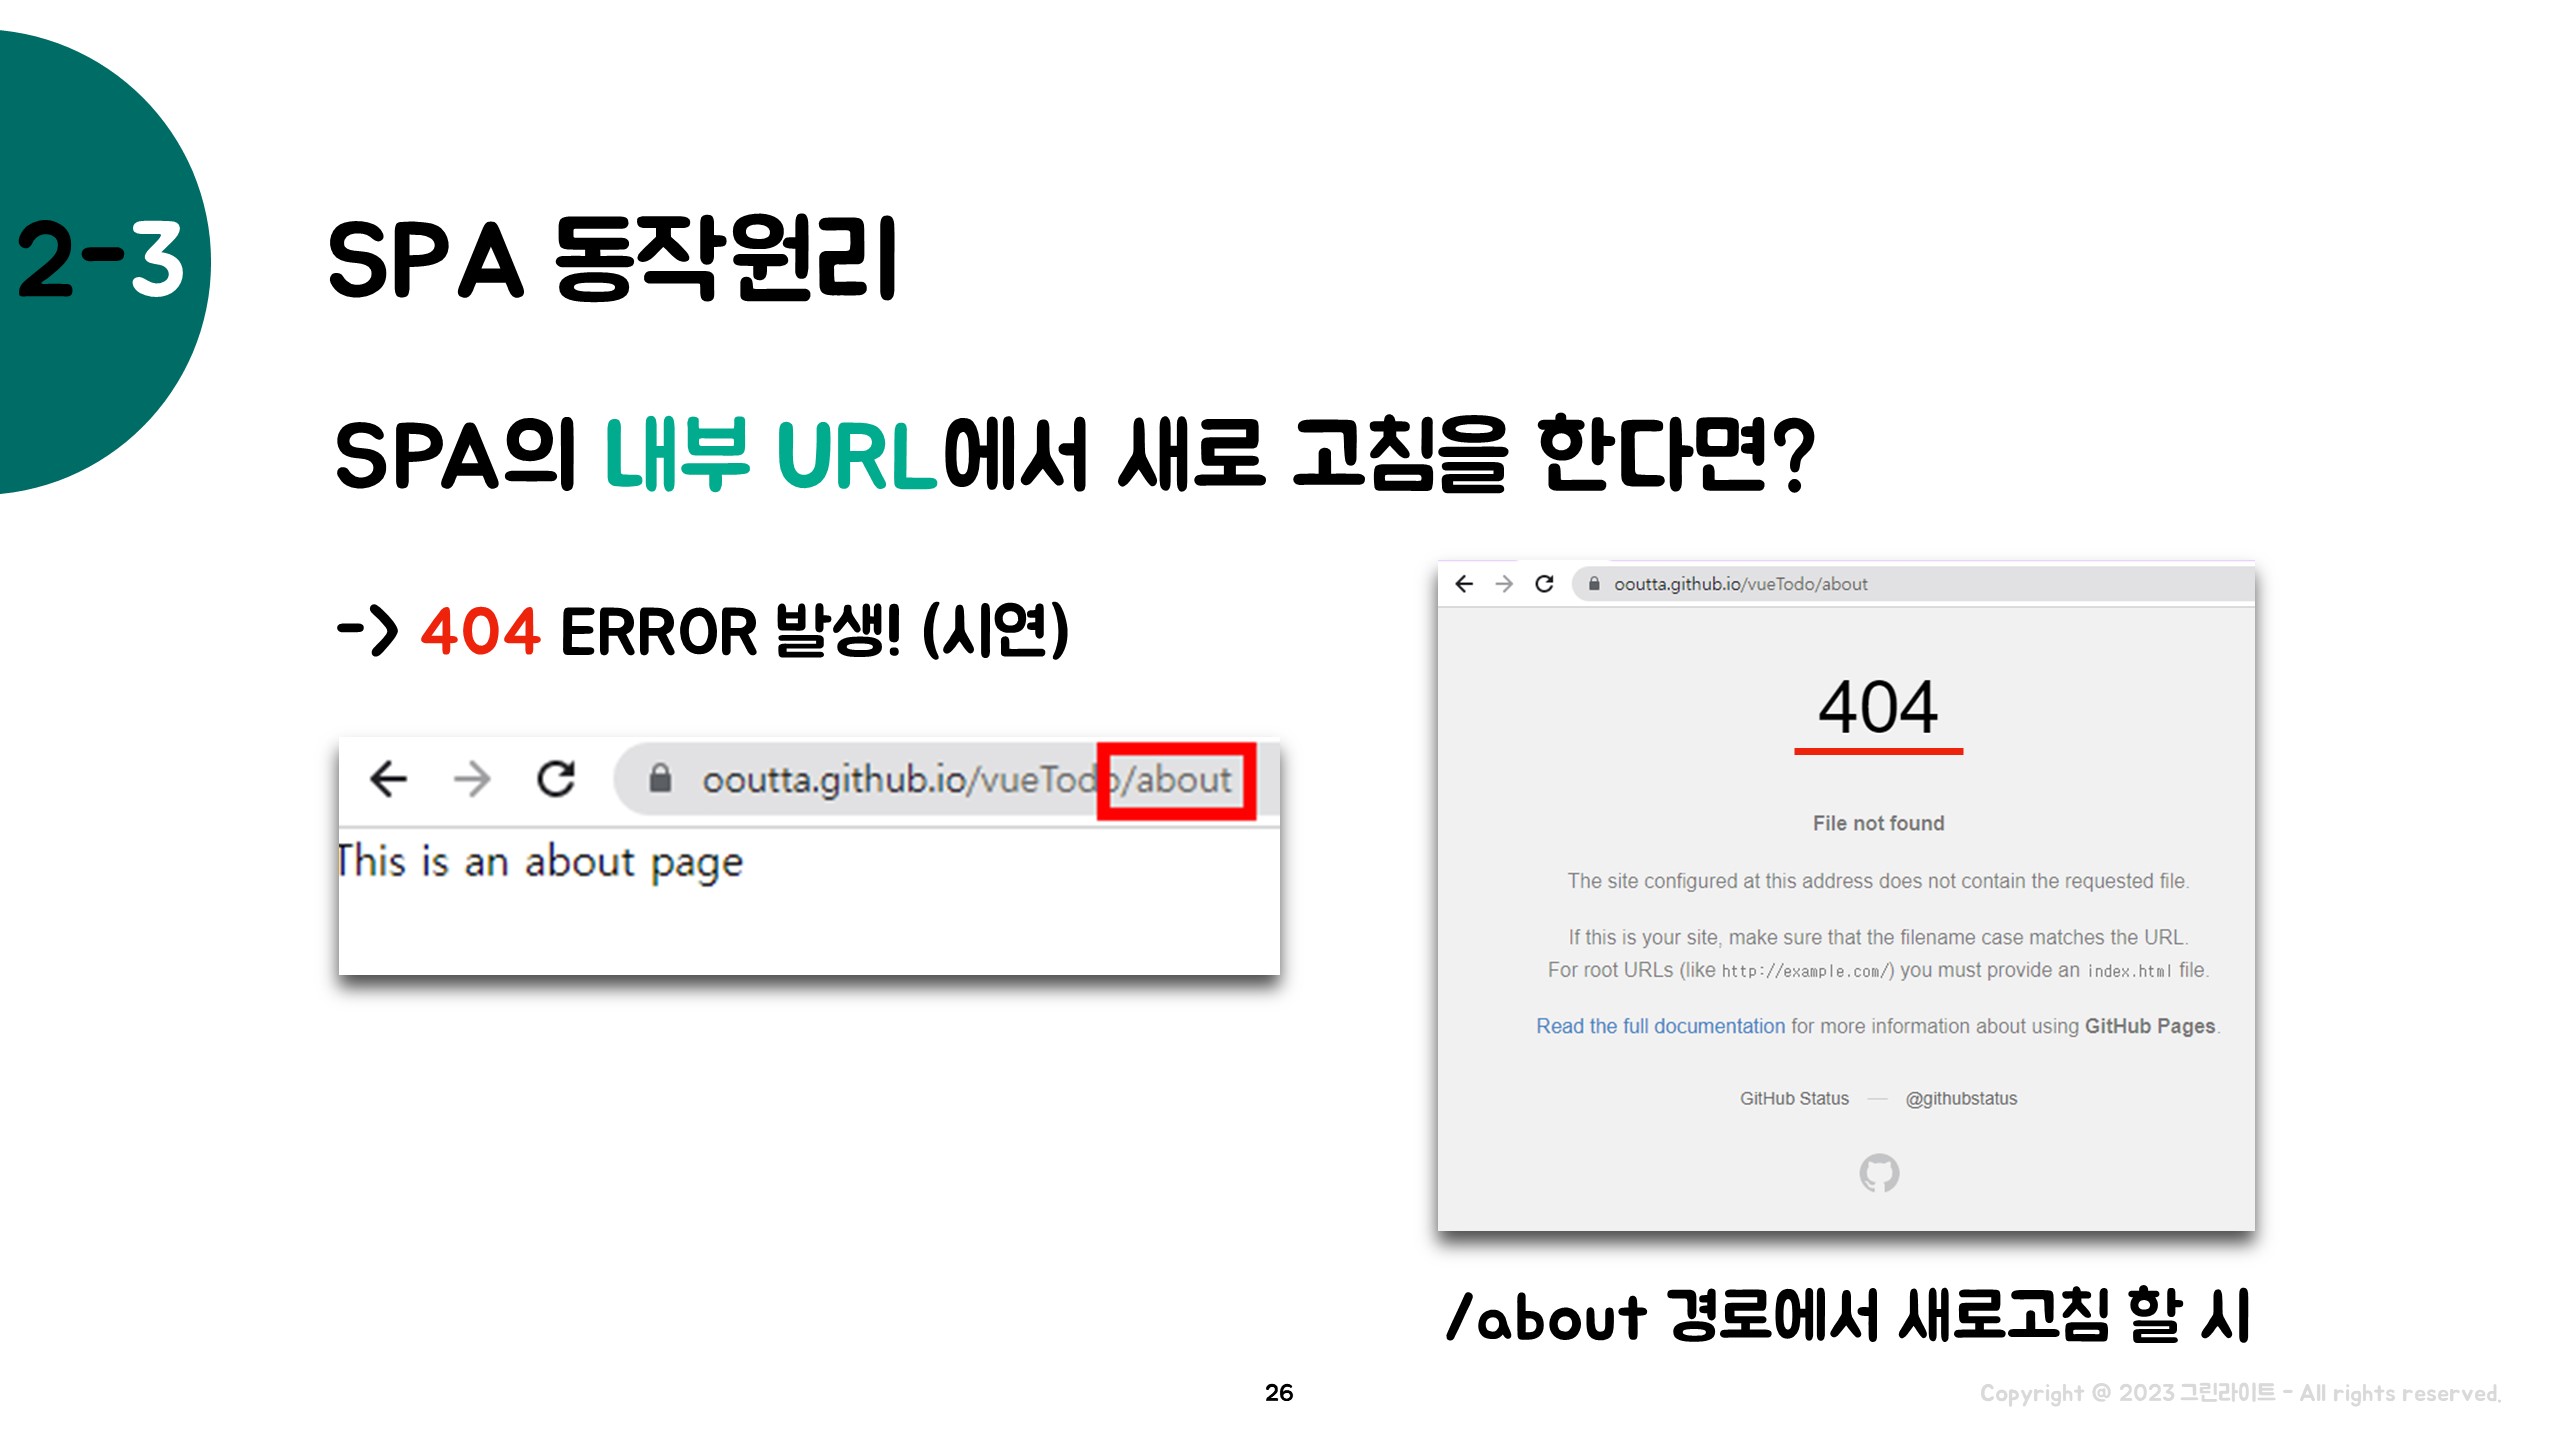 2-3
SPA 동작원리
SPA의 내부 URL에서 새로 고침을 한다면?
-> 404 ERROR 발생! (시연)
ooutta.github.io/vueTodo/about
This is an about page
ooutta.github.io/vueTodo/about
404
File not found
The site configured at this address does not contain the requested file.
If this is your site, make sure that the filename case matches the URL.
For root URLs (like http://example.com/) you must provide an index.html file.
Read the full documentation for more information about using GitHub Pages.
GitHub Status — @githubstatus
/about 경로에서 새로고침 할 시
26
Copyright @ 2023 그린라이트 - All rights reserved.